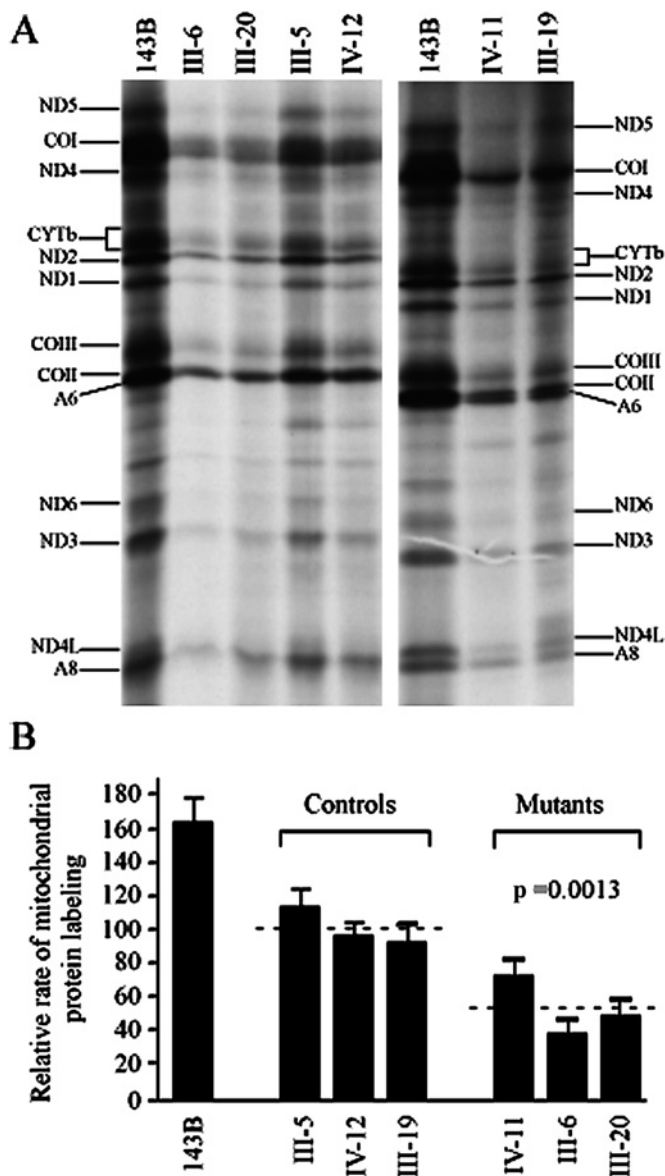 A
143B III-6 III-20 III-5 IV-12
143B IV-11 III-19
ND5
COI
ND4
CYTb
ND2
ND1
COIII
COII
A6
ND6
ND3
ND4L
A8
ND5
COI
ND4
CYTb
ND2
ND1
COIII
COII
A6
ND6
ND3
ND4L
A8
B
Relative rate of mitochondrial
protein labeling
180
160
140
120
100
80
60
40
20
0
Controls
Mutants
p =0.0013
143B III-5 IV-12 III-19 IV-11 III-6 III-20